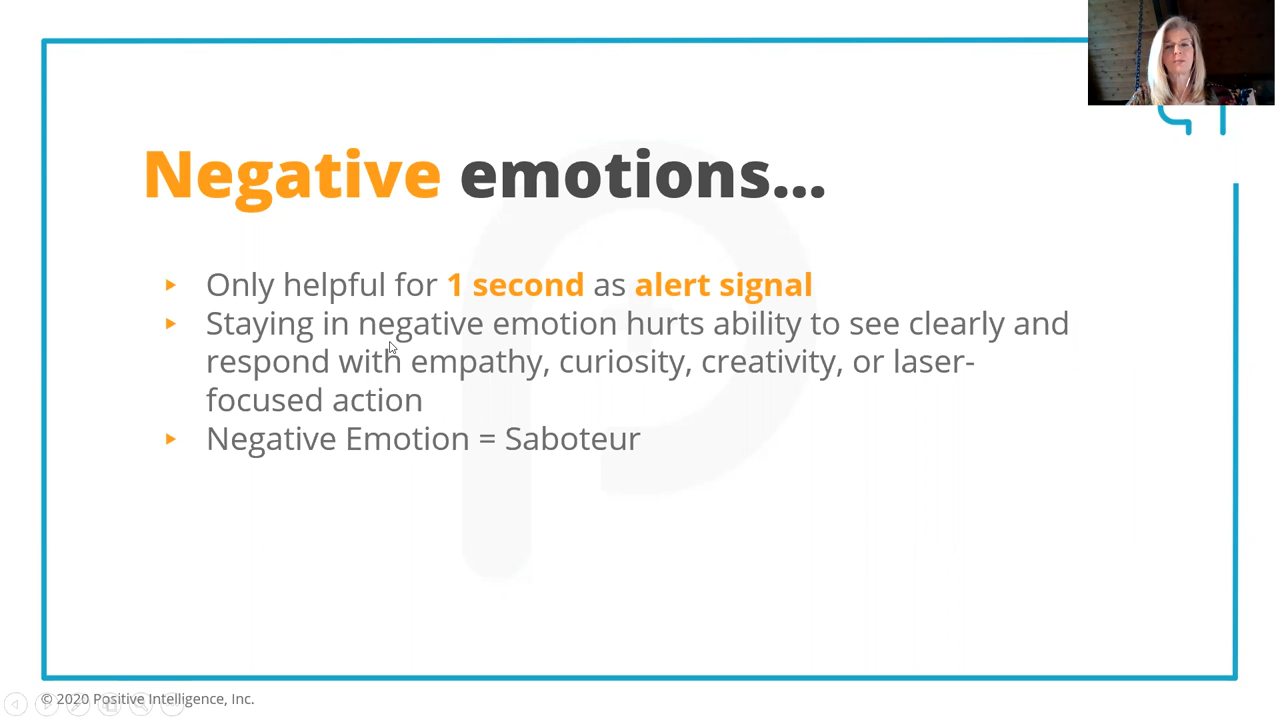 Negative emotions...
Only helpful for 1 second as alert signal
Staying in negative emotion hurts ability to see clearly and
respond with empathy, curiosity, creativity, or laser-
focused action
Negative Emotion = Saboteur
© 2020 Positive Intelligence, Inc.